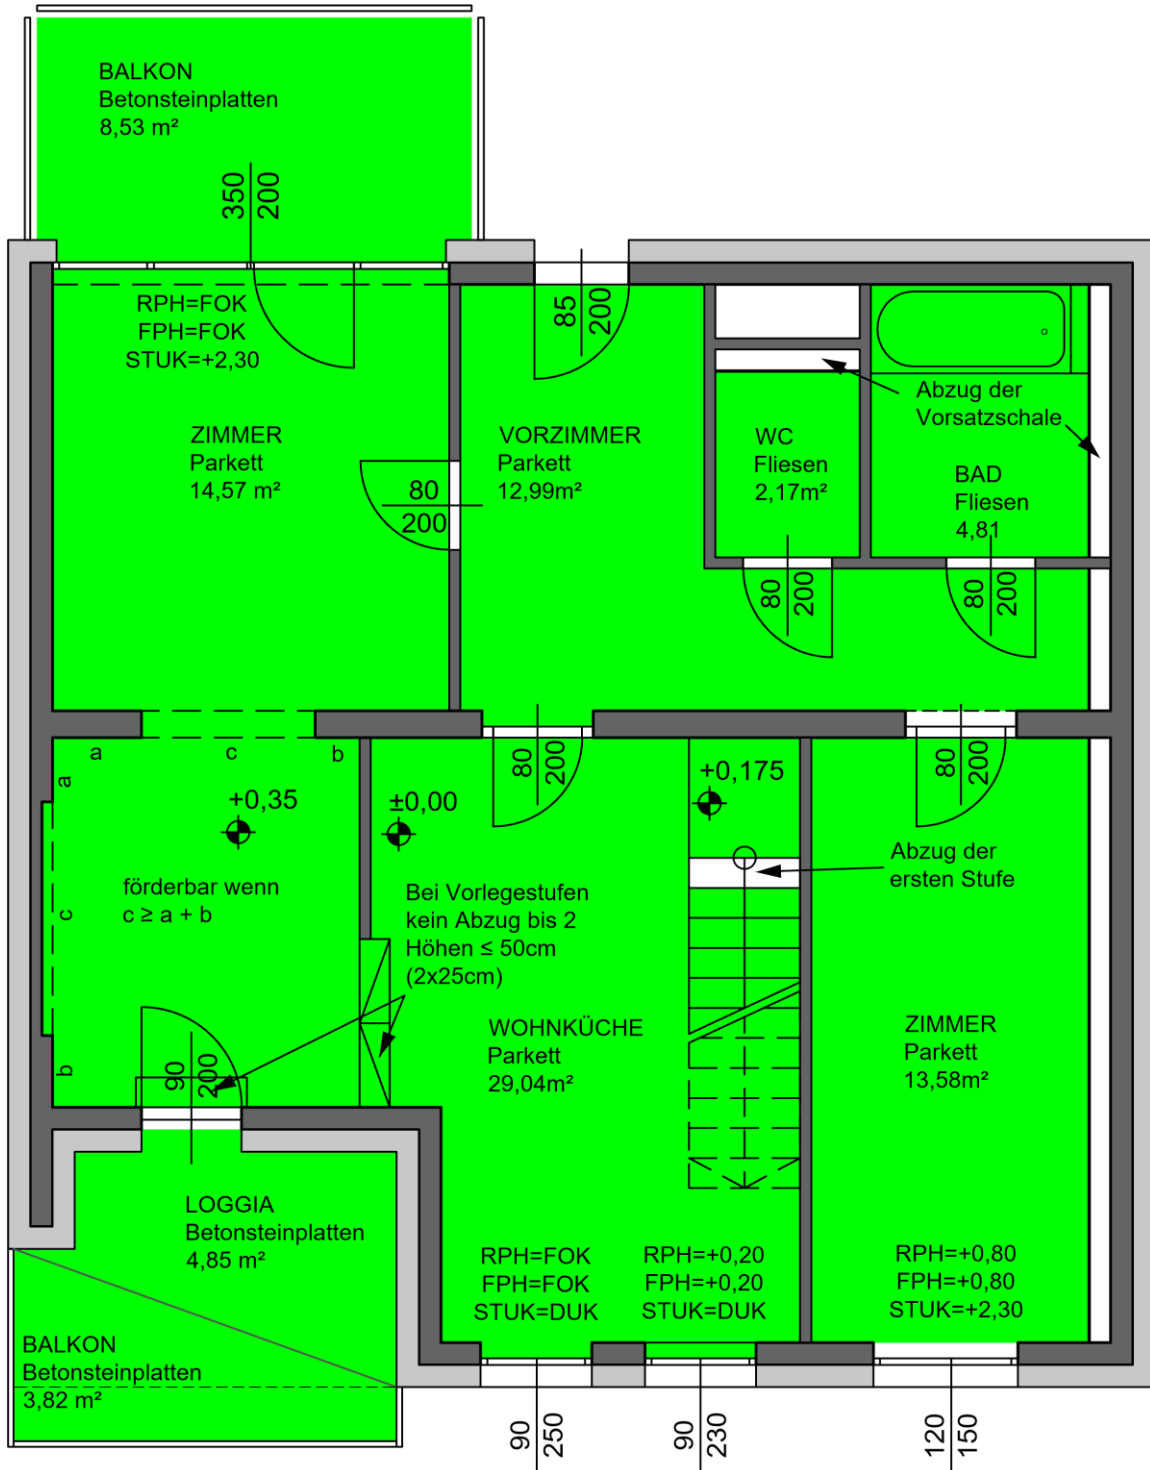 BALKON
Betonsteinplatten
8,53 m²
350
200
RPH=FOK
FPH=FOK
STUK=+2,30
85
200
Abzug der
Vorsatzschale
ZIMMER
Parkett
14,57 m²
80
200
VORZIMMER
Parkett
12,99m²
WC
Fliesen
2,17m²
BAD
Fliesen
4,81
80
200
80
200
a
c
b
a
c
b
+0,35
förderbar wenn
c ≥ a + b
±0,00
80
200
+0,175
80
200
Abzug der
ersten Stufe
Bei Vorlegestufen
kein Abzug bis 2
Höhen ≤ 50cm
(2x25cm)
90
200
WOHNKÜCHE
Parkett
29,04m²
ZIMMER
Parkett
13,58m²
LOGGIA
Betonsteinplatten
4,85 m²
RPH=FOK
FPH=FOK
STUK=DUK
RPH=+0,20
FPH=+0,20
STUK=DUK
RPH=+0,80
FPH=+0,80
STUK=+2,30
BALKON
Betonsteinplatten
3,82 m²
90
250
90
230
120
150